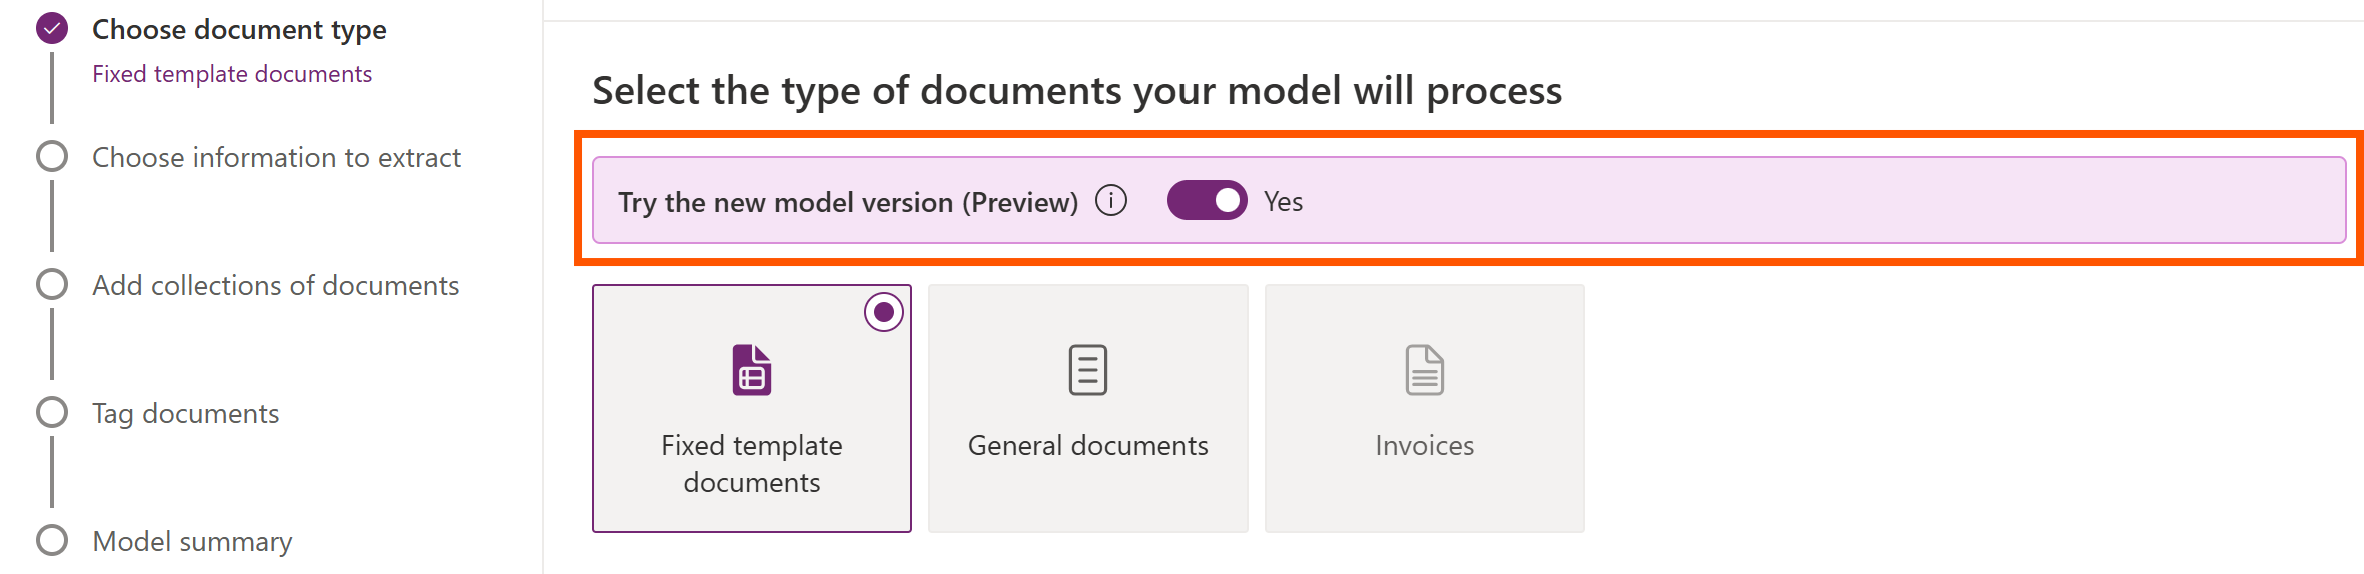 Choose document type
Fixed template documents
Choose information to extract
Add collections of documents
Tag documents
Model summary
Select the type of documents your model will process
Try the new model version (Preview) Yes
Fixed template
documents
General documents
Invoices